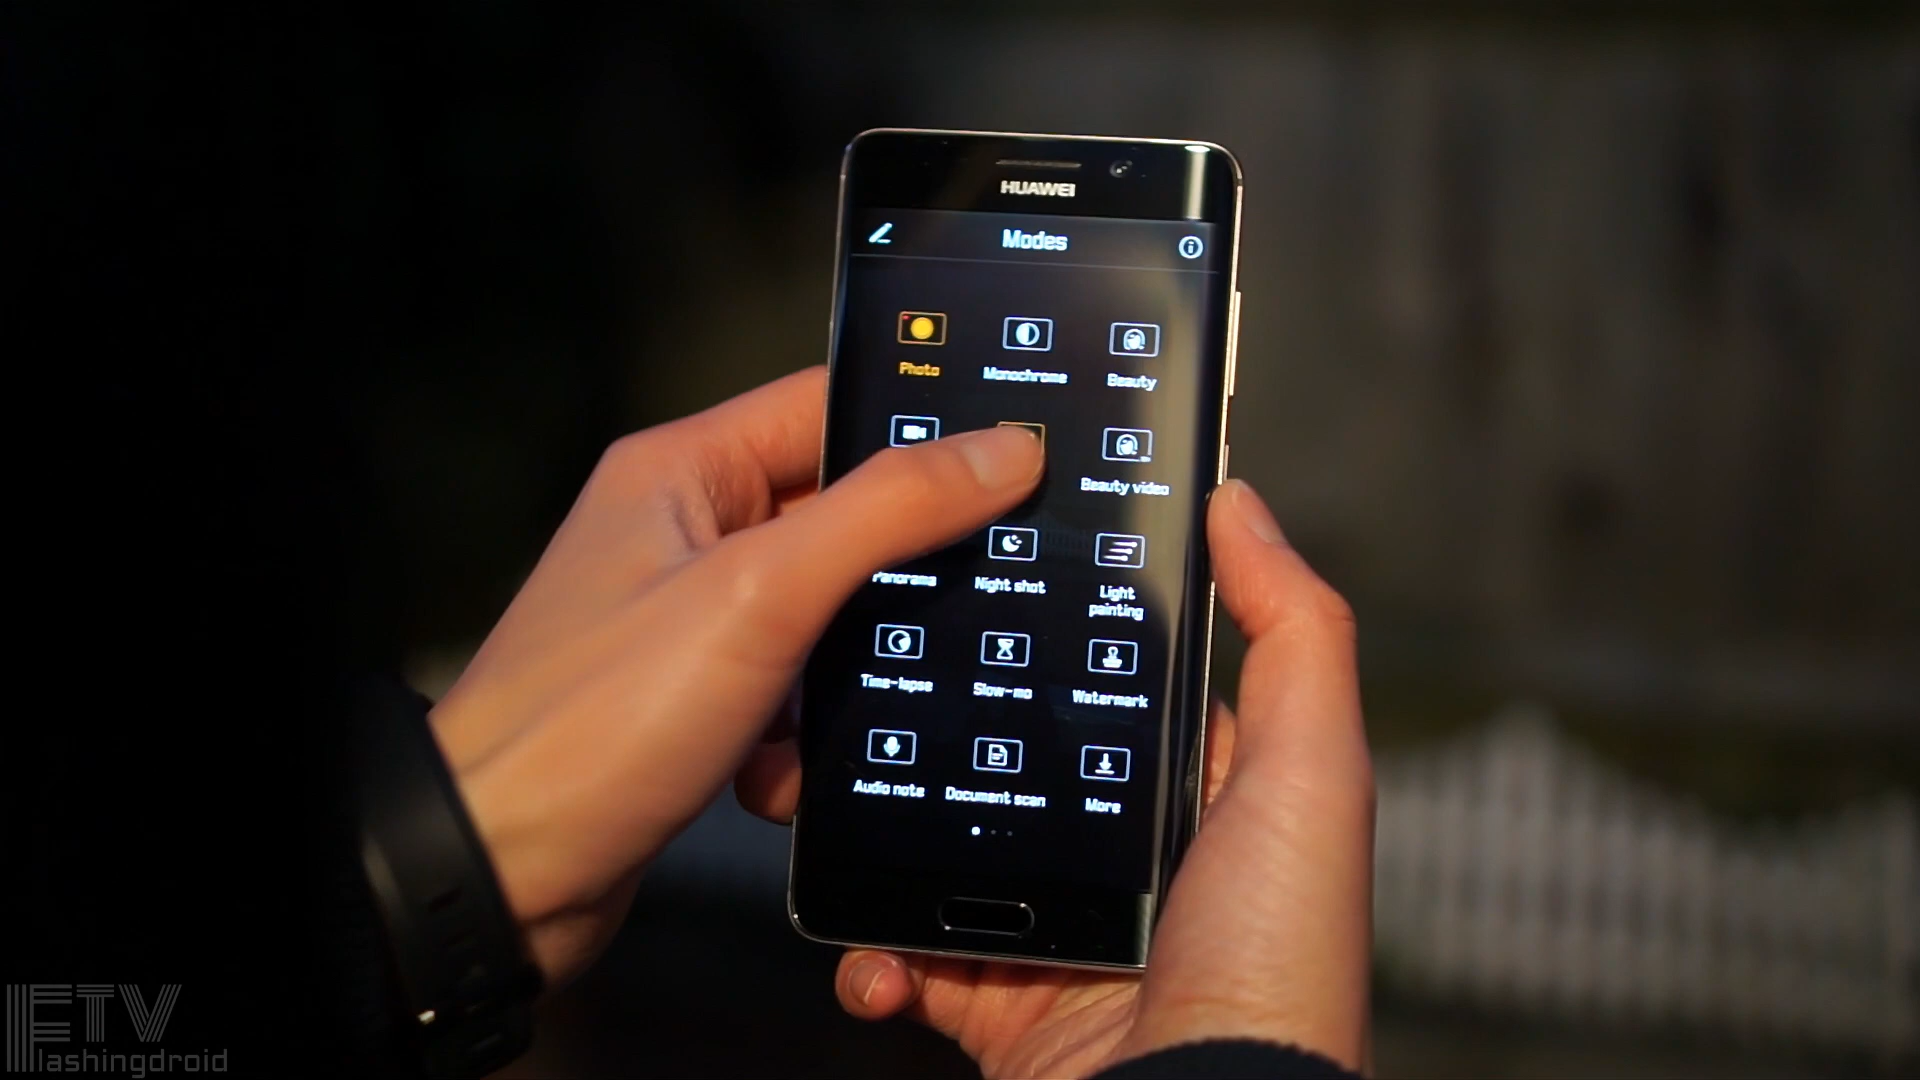 HUAWEI
Modes
Photo
Monochrome
Beauty
Beauty video
Panorama
Night shot
Light
painting
Time-lapse
Slow-mo
Watermark
Audio note
Document scan
More
FTV
Flashingdroid